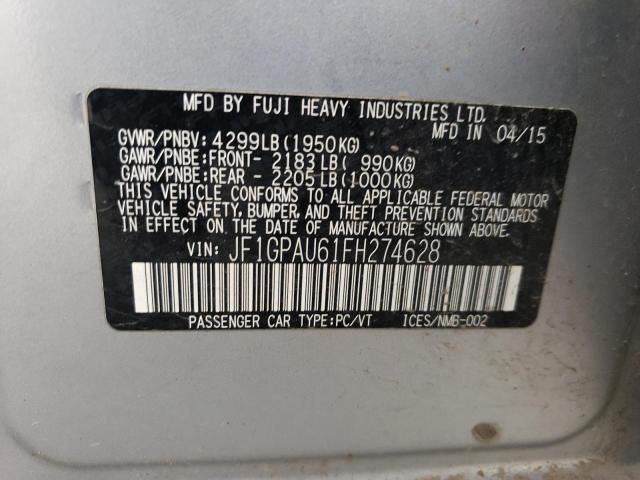 MFD BY FUJI HEAVY INDUSTRIES LTD.
MFD IN 04/15
GVWR/PNBV: 4299LB(1950KG)
GAWR/PNBE:FRONT- 2183LB( 990KG)
GAWR/PNBE:REAR - 2205LB(1000KG)
THIS VEHICLE CONFORMS TO ALL APPLICABLE FEDERAL MOTOR
VEHICLE SAFETY, BUMPER, AND THEFT PREVENTION STANDARDS
IN EFFECT ON THE DATE OF MANUFACTURE SHOWN ABOVE.
VIN: JF1GPAU61FH274628
PASSENGER CAR TYPE:PC/VT ICES/NMB-002